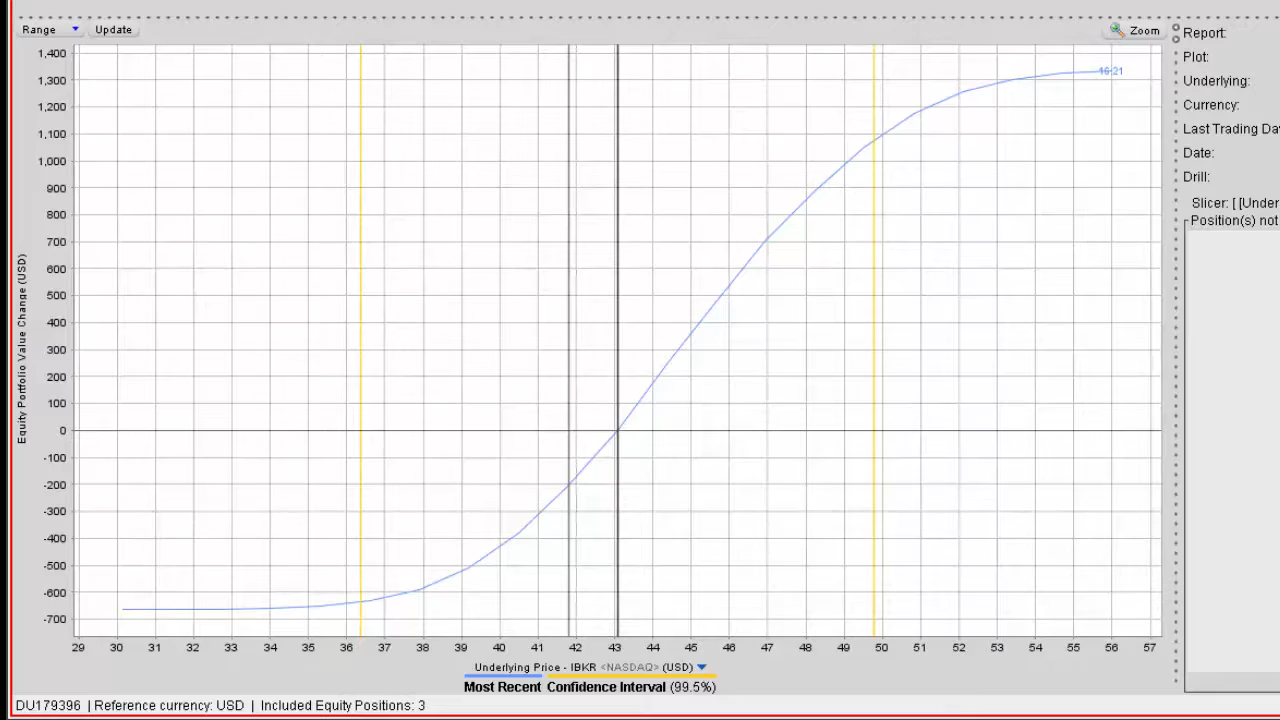 Range Update Zoom
Report:
Plot:
Underlying:
Currency:
Last Trading Da
Date:
Drill:
Slicer: [ [Under
Position(s) not
Equity Portfolio Value Change (USD)
1,400
1,300
1,200
1,100
1,000
900
800
700
600
500
400
300
200
100
0
-100
-200
-300
-400
-500
-600
-700
16:21
29 30 31 32 33 34 35 36 37 38 39 40 41 42 43 44 45 46 47 48 49 50 51 52 53 54 55 56 57
Underlying Price - IBKR <NASDAQ> (USD)
Most Recent Confidence Interval (99.5%)
DU179396 | Reference currency: USD | Included Equity Positions: 3